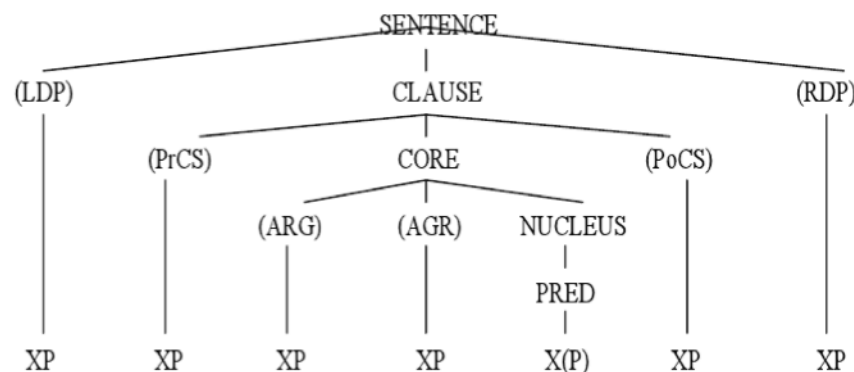 SENTENCE
(LDP) CLAUSE (RDP)
(PrCS) CORE (PoCS)
(ARG) (AGR) NUCLEUS
PRED
XP XP XP XP X(P) XP XP